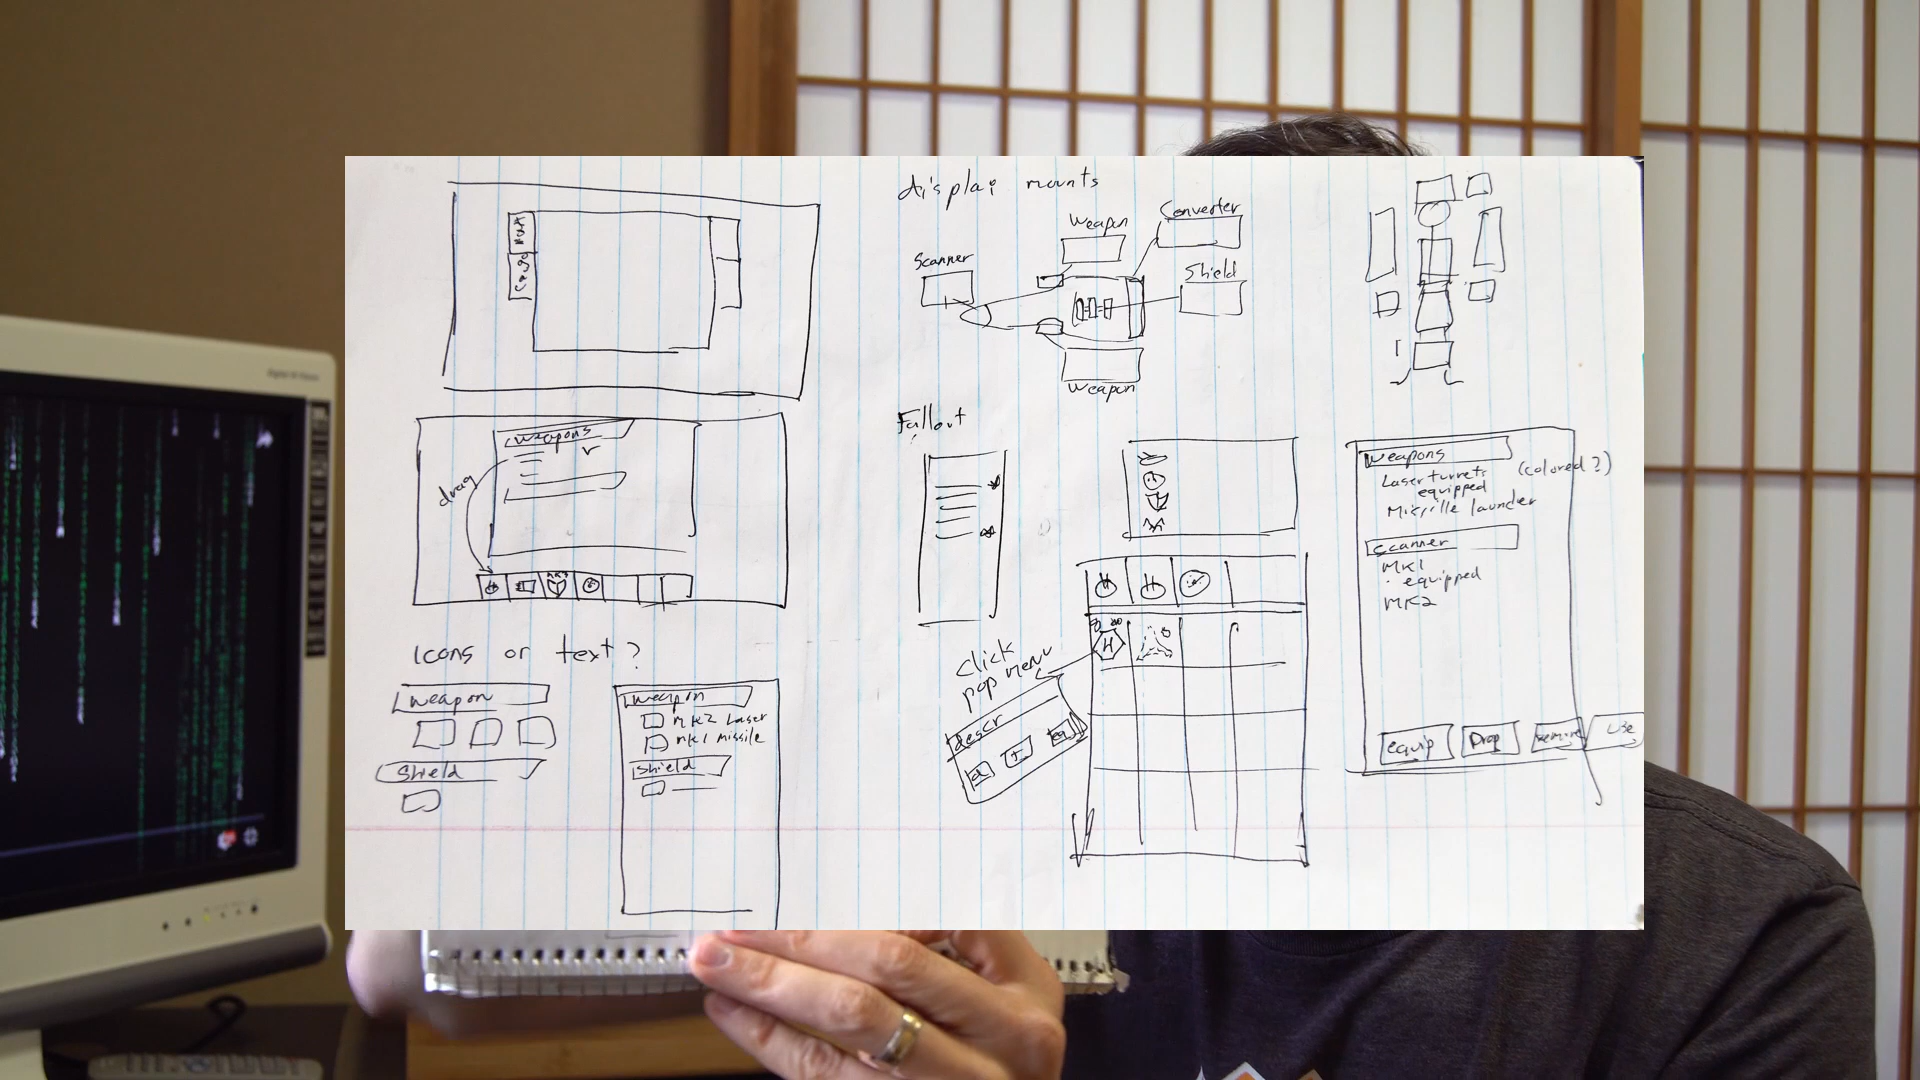 display mounts
Weapon
Converter
Scanner
Shield
Weapon
Cargo
weapons
drag
Fallout
Weapons
Laser turrets
(colored?)
equipped
Missille launcher
Scanner
MK1
equipped
MK2
equip
Drop
remove
Use
Icons or text?
weapon
Shield
weapon
MK2 Laser
MK1 Missile
Shield
click
pop menu
descr
d
+
eq